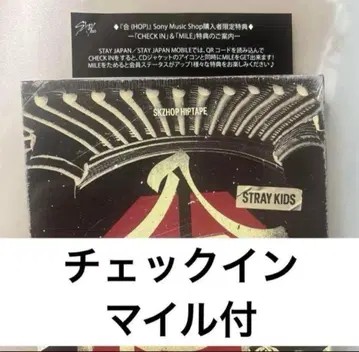 STAY
「合 (HOP)」 Sony Music Shop購入者限定特典
ー「CHECK IN」&「MILE」特典のご案内ー
STAY JAPAN/STAY JAPAN MOBILEでは、QRコードを読み込んで
CHECK INをすると、CDジャケットのアイコンと同時にMILEをGET出来ます!
MILEをためると会員ステータスがアップ!様々な特典をお楽しみください♪
SKZHOP HIPTAPE
STRAY KIDS
チェックイン
マイル付